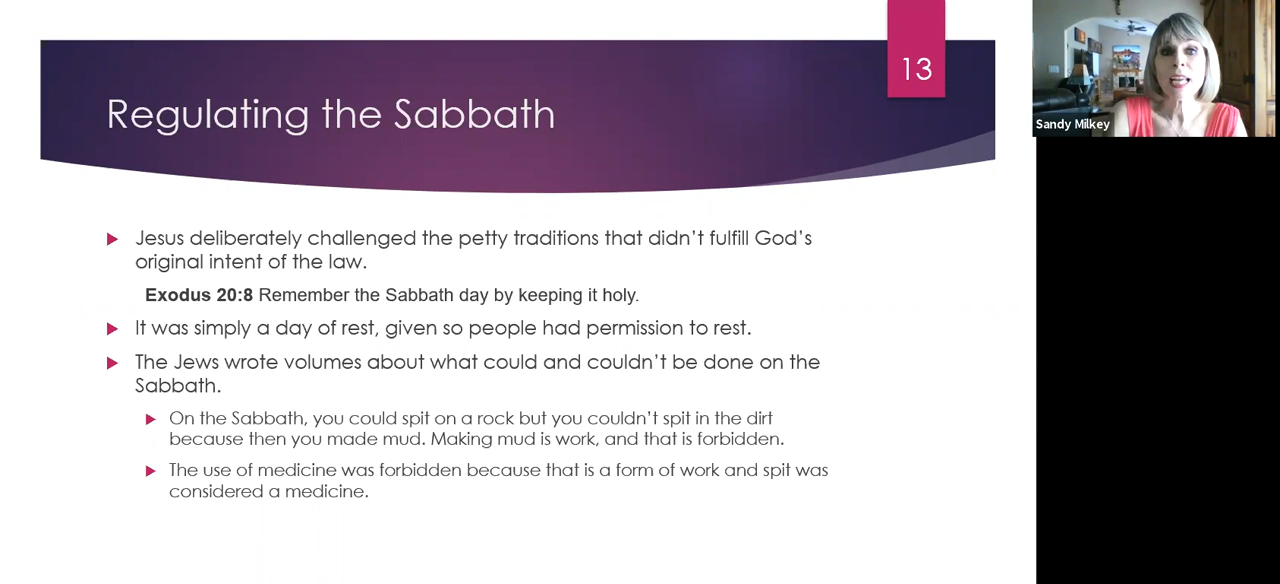 13
Regulating the Sabbath
Sandy Milkey
Jesus deliberately challenged the petty traditions that didn’t fulfill God’s
original intent of the law.
Exodus 20:8 Remember the Sabbath day by keeping it holy.
It was simply a day of rest, given so people had permission to rest.
The Jews wrote volumes about what could and couldn’t be done on the
Sabbath.
On the Sabbath, you could spit on a rock but you couldn’t spit in the dirt
because then you made mud. Making mud is work, and that is forbidden.
The use of medicine was forbidden because that is a form of work and spit was
considered a medicine.